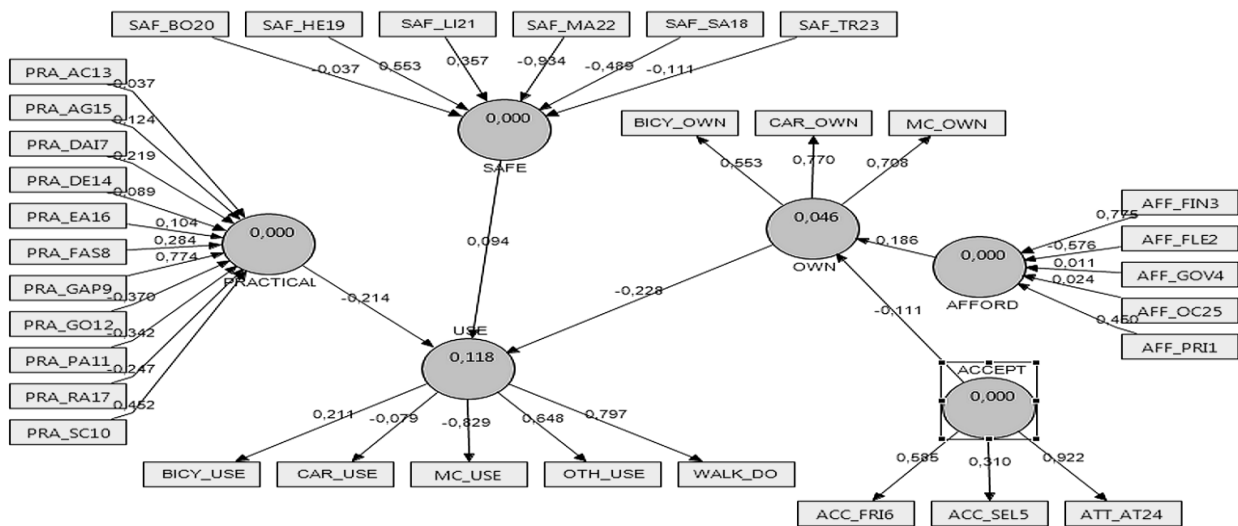 SAF_BO20 SAF_HE19 SAF_LI21 SAF_MA22 SAF_SA18 SAF_TR23
-0,037 0,553 0,357 -0,934 -0,489 -0,111
0,000
SAFE
PRA_AC13
-0,037
PRA_AG15
0,124
PRA_DAI7
-0,219
PRA_DE14
-0,089
PRA_EA16
0,104
PRA_FAS8
0,284
PRA_GAP9
0,774
PRA_GO12
-0,370
PRA_PA11
-0,342
PRA_RA17
-0,247
PRA_SC10
0,452
0,000
PRACTICAL
0,094
-0,214
BICY_OWN CAR_OWN MC_OWN
0,553 0,770 0,708
0,046
OWN
-0,228
0,186
-0,111
0,000
AFFORD
AFF_FIN3
0,775
AFF_FLE2
-0,576
AFF_GOV4
0,011
AFF_OC25
0,024
AFF_PRI1
0,450
USE
0,118
0,211 -0,079 -0,829 0,648 0,797
BICY_USE CAR_USE MC_USE OTH_USE WALK_DO
ACCEPT
0,000
0,585 0,310 0,922
ACC_FRI6 ACC_SEL5 ATT_AT24